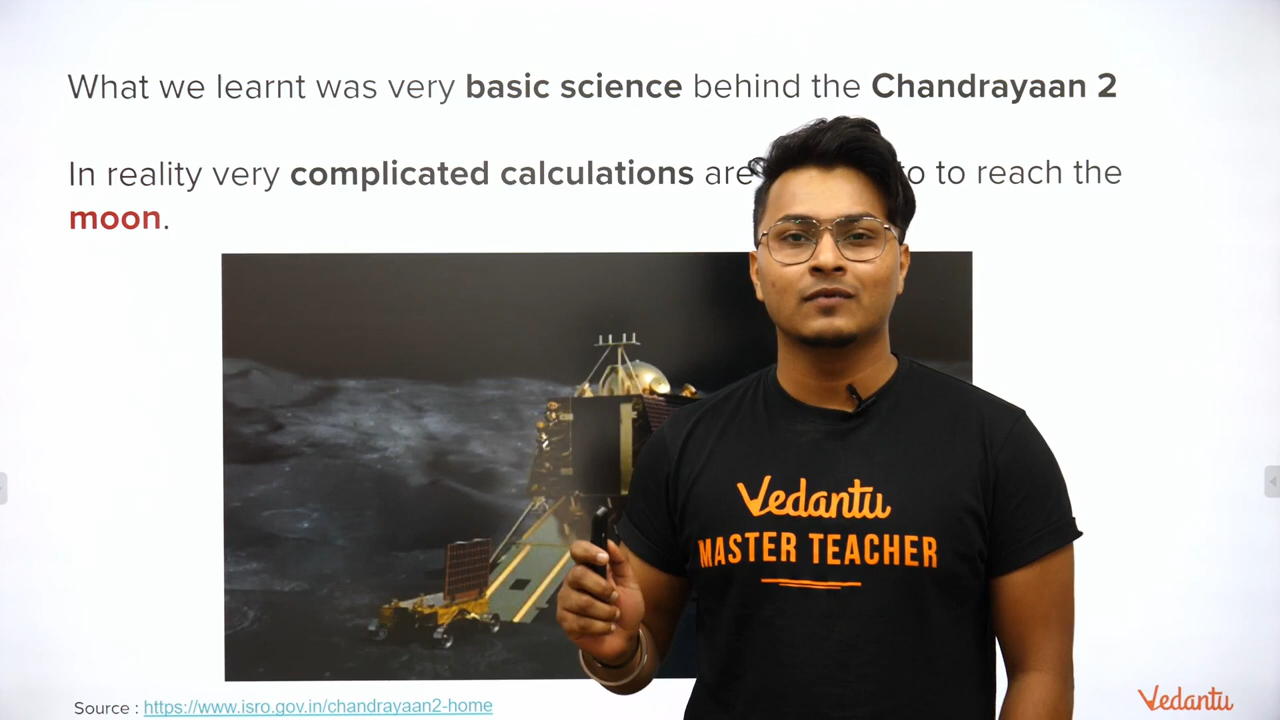 What we learnt was very basic science behind the Chandrayaan 2
In reality very complicated calculations are to to reach the
moon.
Vedantu
MASTER TEACHER
Source : https://www.isro.gov.in/chandrayaan2-home
Vedantu